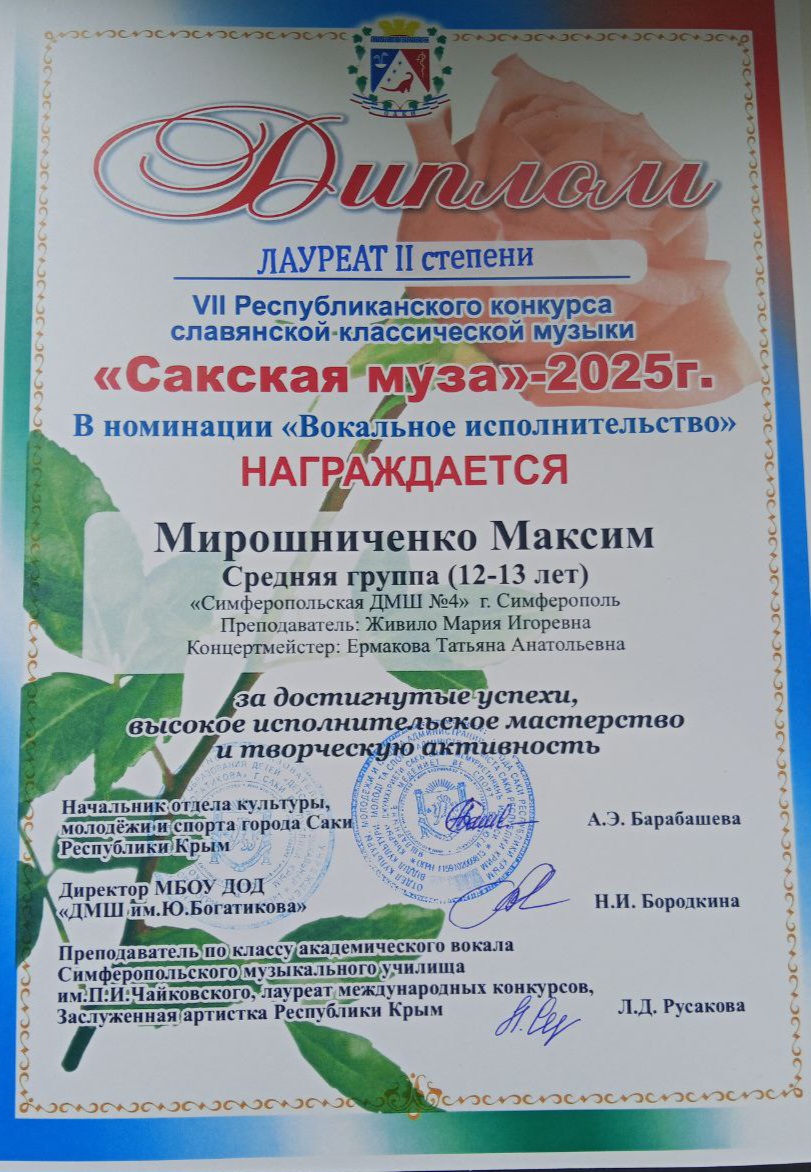 САКИ
Диплом
ЛАУРЕАТ II степени
VII Республиканского конкурса
славянской классической музыки
«Сакская муза»-2025г.
В номинации «Вокальное исполнительство»
НАГРАЖДАЕТСЯ
Мирошниченко Максим
Средняя группа (12-13 лет)
«Симферопольская ДМШ №4» г. Симферополь
Преподаватель: Живило Мария Игоревна
Концертмейстер: Ермакова Татьяна Анатольевна
за достигнутые успехи,
высокое исполнительское мастерство
и творческую активность
Начальник отдела культуры,
молодёжи и спорта города Саки
Республики Крым
А.Э. Барабашева
Директор МБОУ ДОД
«ДМШ им.Ю.Богатикова»
Н.И. Бородкина
Преподаватель по классу академического вокала
Симферопольского музыкального училища
им.П.И.Чайковского, лауреат международных конкурсов,
Заслуженная артистка Республики Крым
Л.Д. Русакова